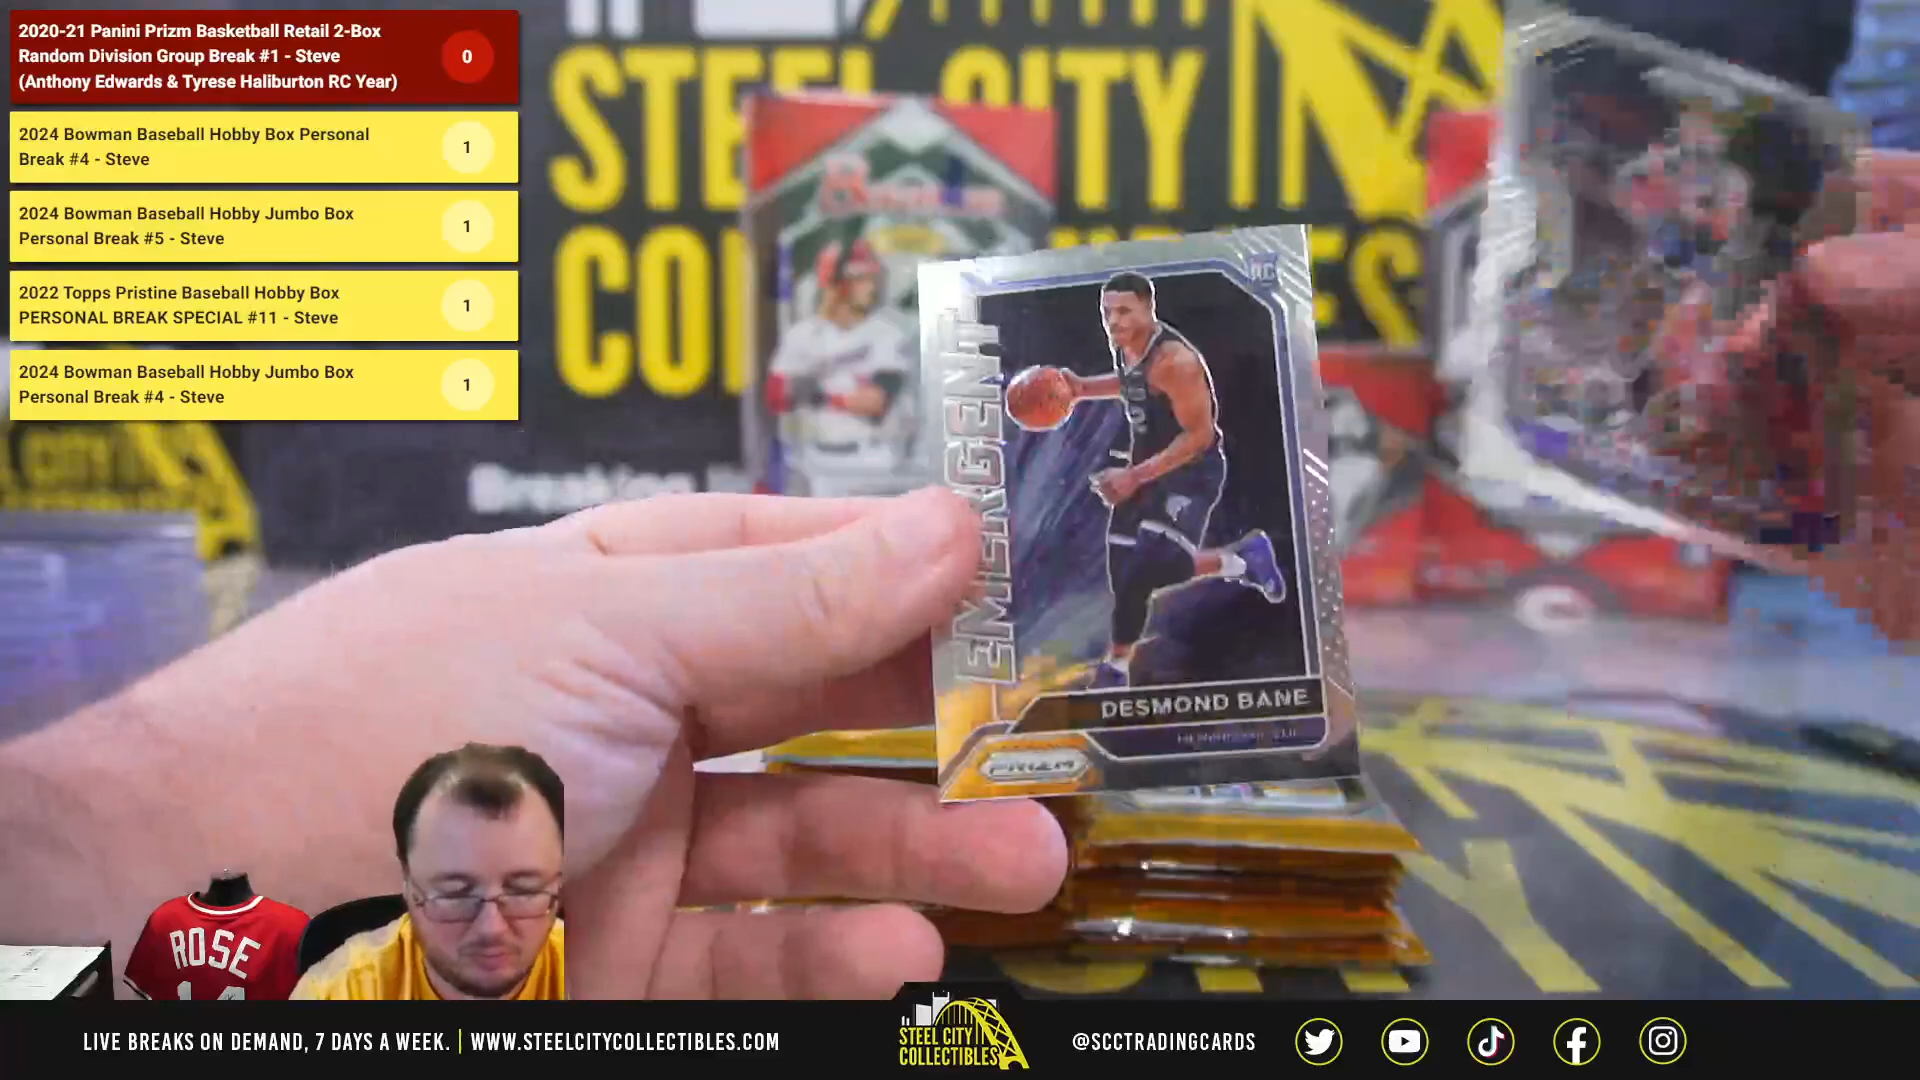 2020-21 Panini Prizm Basketball Retail 2-Box
Random Division Group Break #1 - Steve
(Anthony Edwards & Tyrese Haliburton RC Year)
0
2024 Bowman Baseball Hobby Box Personal
Break #4 - Steve
1
2024 Bowman Baseball Hobby Jumbo Box
Personal Break #5 - Steve
1
2022 Topps Pristine Baseball Hobby Box
PERSONAL BREAK SPECIAL #11 - Steve
1
2024 Bowman Baseball Hobby Jumbo Box
Personal Break #4 - Steve
1
STEEL CITY
RC
EMERGENT
DESMOND BANE
PRIZM
ROSE
14
LIVE BREAKS ON DEMAND, 7 DAYS A WEEK. | WWW.STEELCITYCOLLECTIBLES.COM
STEEL CITY
COLLECTIBLES
@SCCTRADINGCARDS